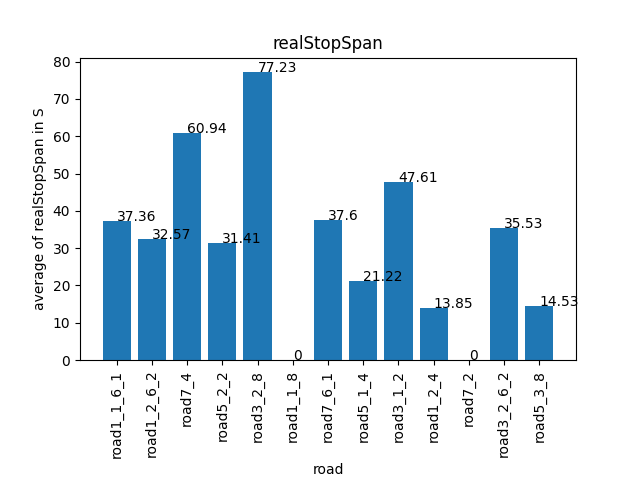 realStopSpan
average of realStopSpan in S
80
70
60
50
40
30
20
10
0
37.36
32.57
60.94
31.41
77.23
0
37.6
21.22
47.61
13.85
0
35.53
14.53
road1_1_6_1
road1_2_6_2
road7_4
road5_2_2
road3_2_8
road1_1_8
road7_6_1
road5_1_4
road3_1_2
road1_2_4
road7_2
road3_2_6_2
road5_3_8
road